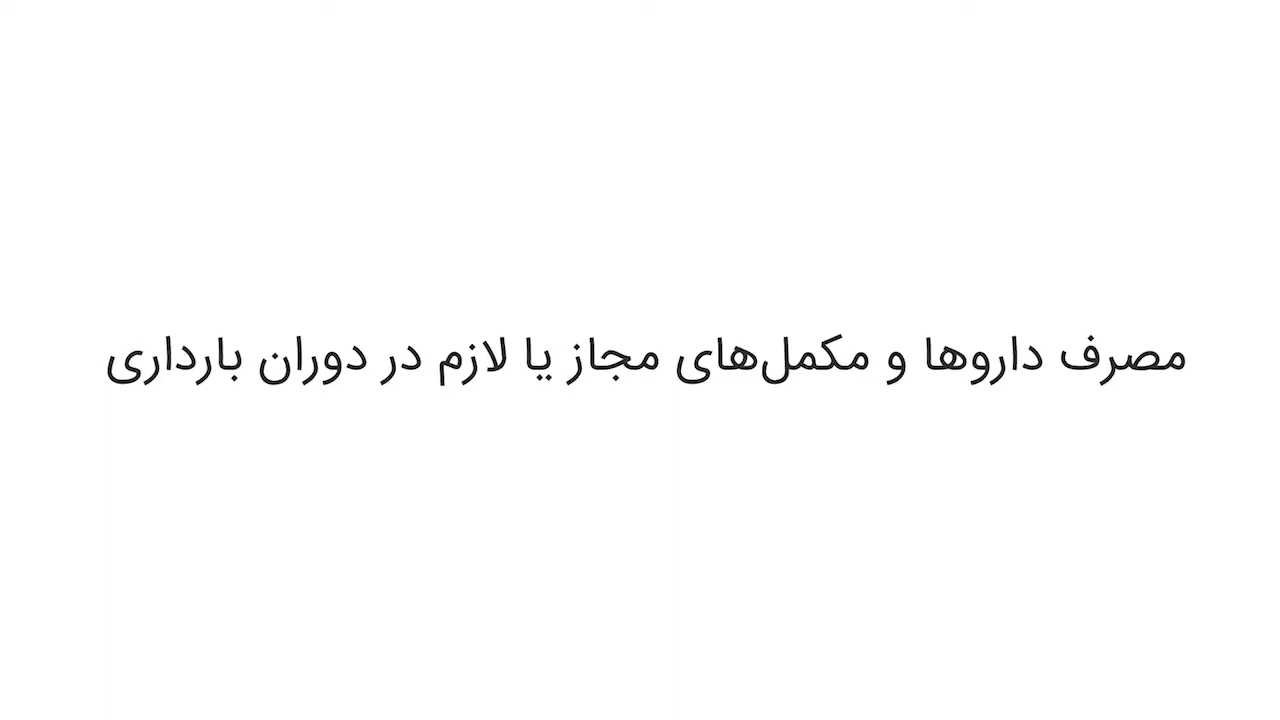 مصرف داروها و مکمل‌های مجاز یا لازم در دوران بارداری